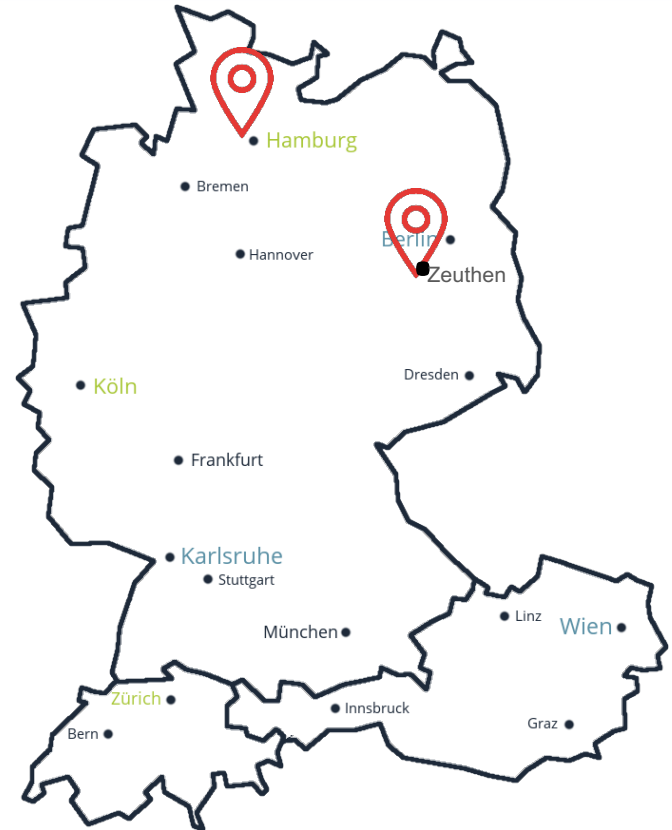 Hamburg
Bremen
Berlin
Hannover
Zeuthen
Dresden
Köln
Frankfurt
Karlsruhe
Stuttgart
Linz
Wien
München
Zürich
Innsbruck
Graz
Bern